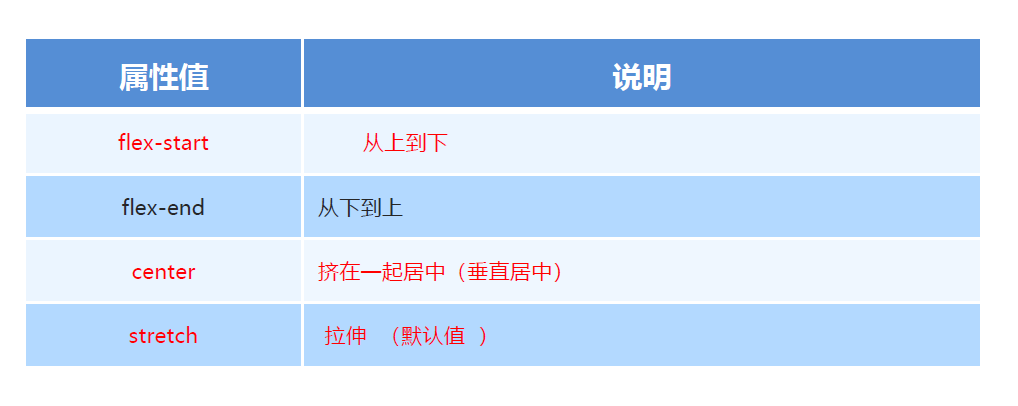 属性值 说明
flex-start 从上到下
flex-end 从下到上
center 挤在一起居中（垂直居中）
stretch 拉伸 （默认值 ）